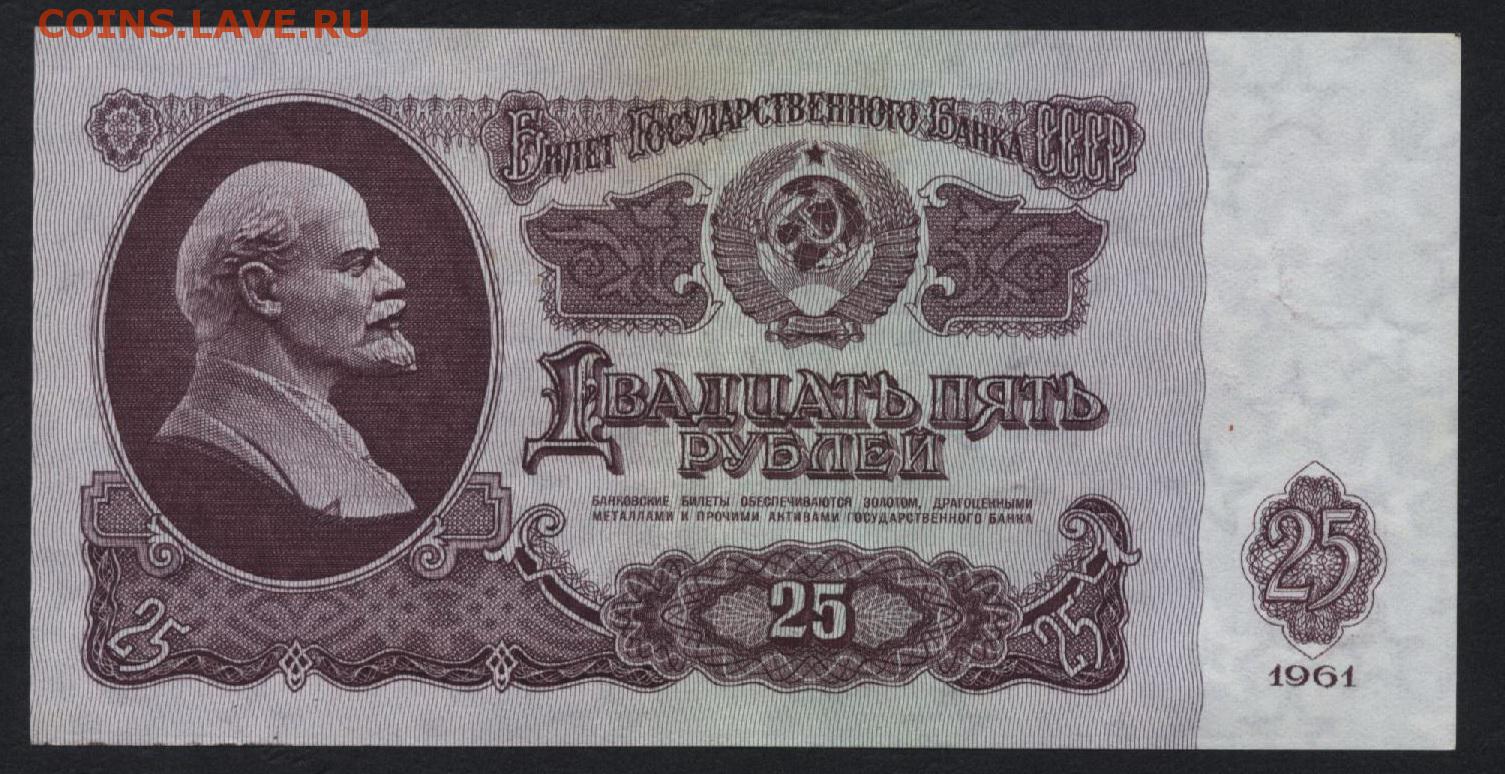 COINS.LAVE.RU
Билет Государственного Банка СССР
Двадцать пять
рублей
БАНКОВСКИЕ БИЛЕТЫ ОБЕСПЕЧИВАЮТСЯ ЗОЛОТОМ, ДРАГОЦЕННЫМИ
МЕТАЛЛАМИ И ПРОЧИМИ АКТИВАМИ ГОСУДАРСТВЕННОГО БАНКА
25
25
25
25
1961